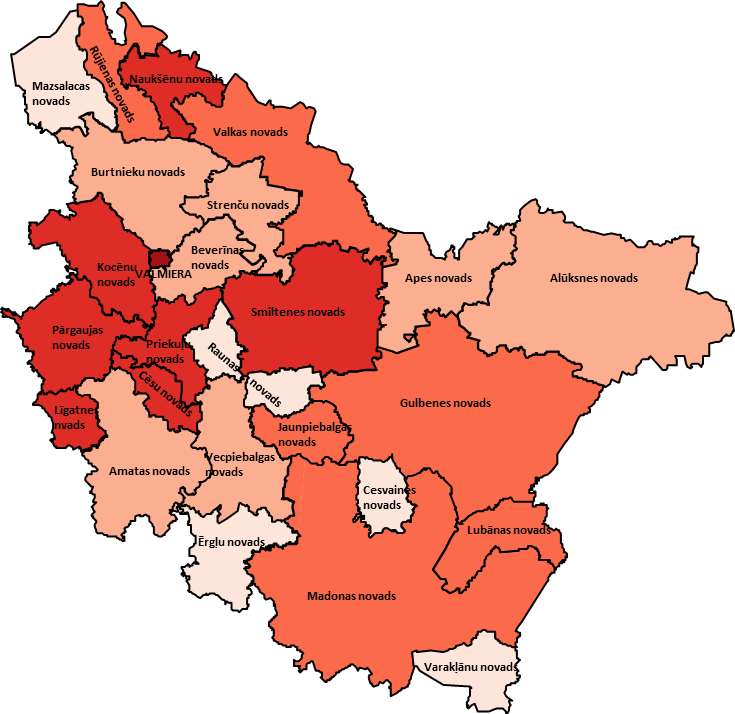 Rūjienas novads
Naukšēnu novads
Mazsalacas
novads
Valkas novads
Burtnieku novads
Strenču novads
Beverīnas
novads
Kocēnu
novads
VALMIERA
Apes novads
Alūksnes novads
Smiltenes novads
Pārgaujas
novads
Priekuļu
novads
Raunas novads
Cēsu novads
Līgatnes
nvads
Gulbenes novads
Jaunpiebalgas
novads
Amatas novads
Vecpiebalgas
novads
Cesvaines
novads
Lubānas novads
Ērgļu novads
Madonas novads
Varakļānu novads